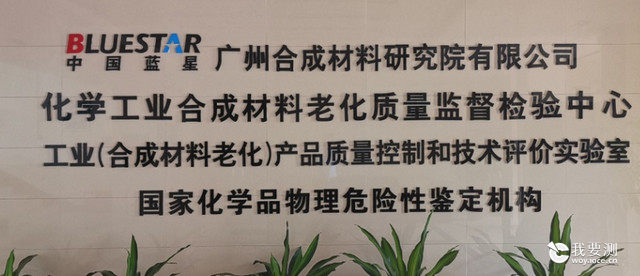 BLUESTAR
中国蓝星
广州合成材料研究院有限公司
化学工业合成材料老化质量监督检验中心
工业(合成材料老化)产品质量控制和技术评价实验室
国家化学品物理危险性鉴定机构
我要测
woyaoce.cn